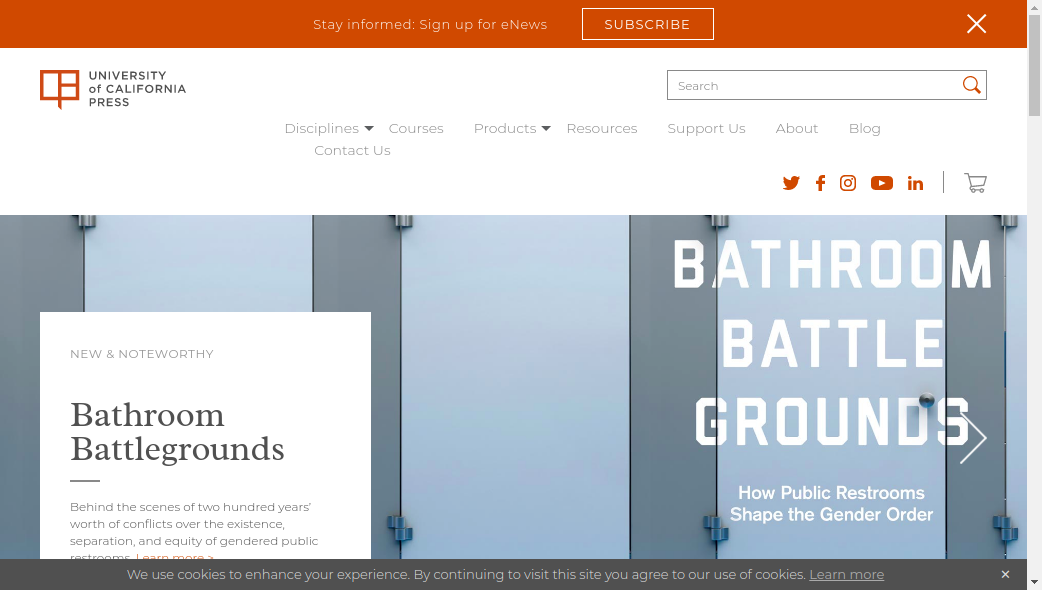 Stay informed: Sign up for eNews SUBSCRIBE
UNIVERSITY
of CALIFORNIA
PRESS
Search
Disciplines Courses Products Resources Support Us About Blog
Contact Us
BATHROOM
BATTLE
GROUNDS
How Public Restrooms
Shape the Gender Order
NEW & NOTEWORTHY
Bathroom
Battlegrounds
Behind the scenes of two hundred years'
worth of conflicts over the existence,
separation, and equity of gendered public
restrooms. Learn more >
We use cookies to enhance your experience. By continuing to visit this site you agree to our use of cookies. Learn more ×